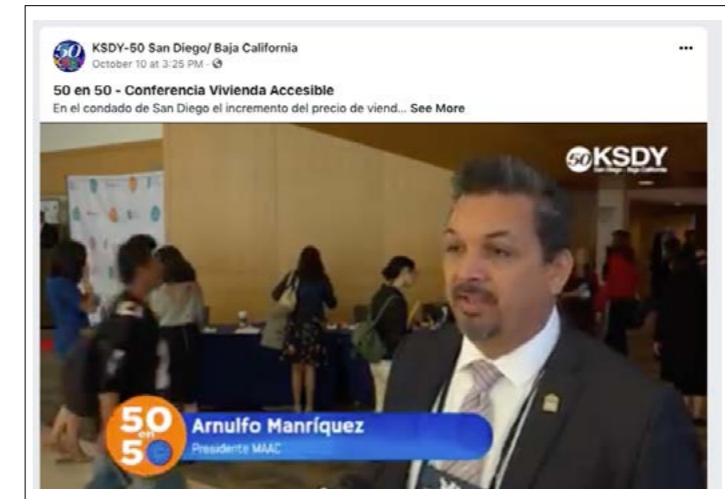 50
KSDY-50 San Diego/ Baja California
October 10 at 3:25 PM
50 en 50 - Conferencia Vivienda Accesible
En el condado de San Diego el incremento del precio de viend... See More
50 KSDY
San Diego - Baja California
50
en
5
Arnulfo Manríquez
Presidente MAAC